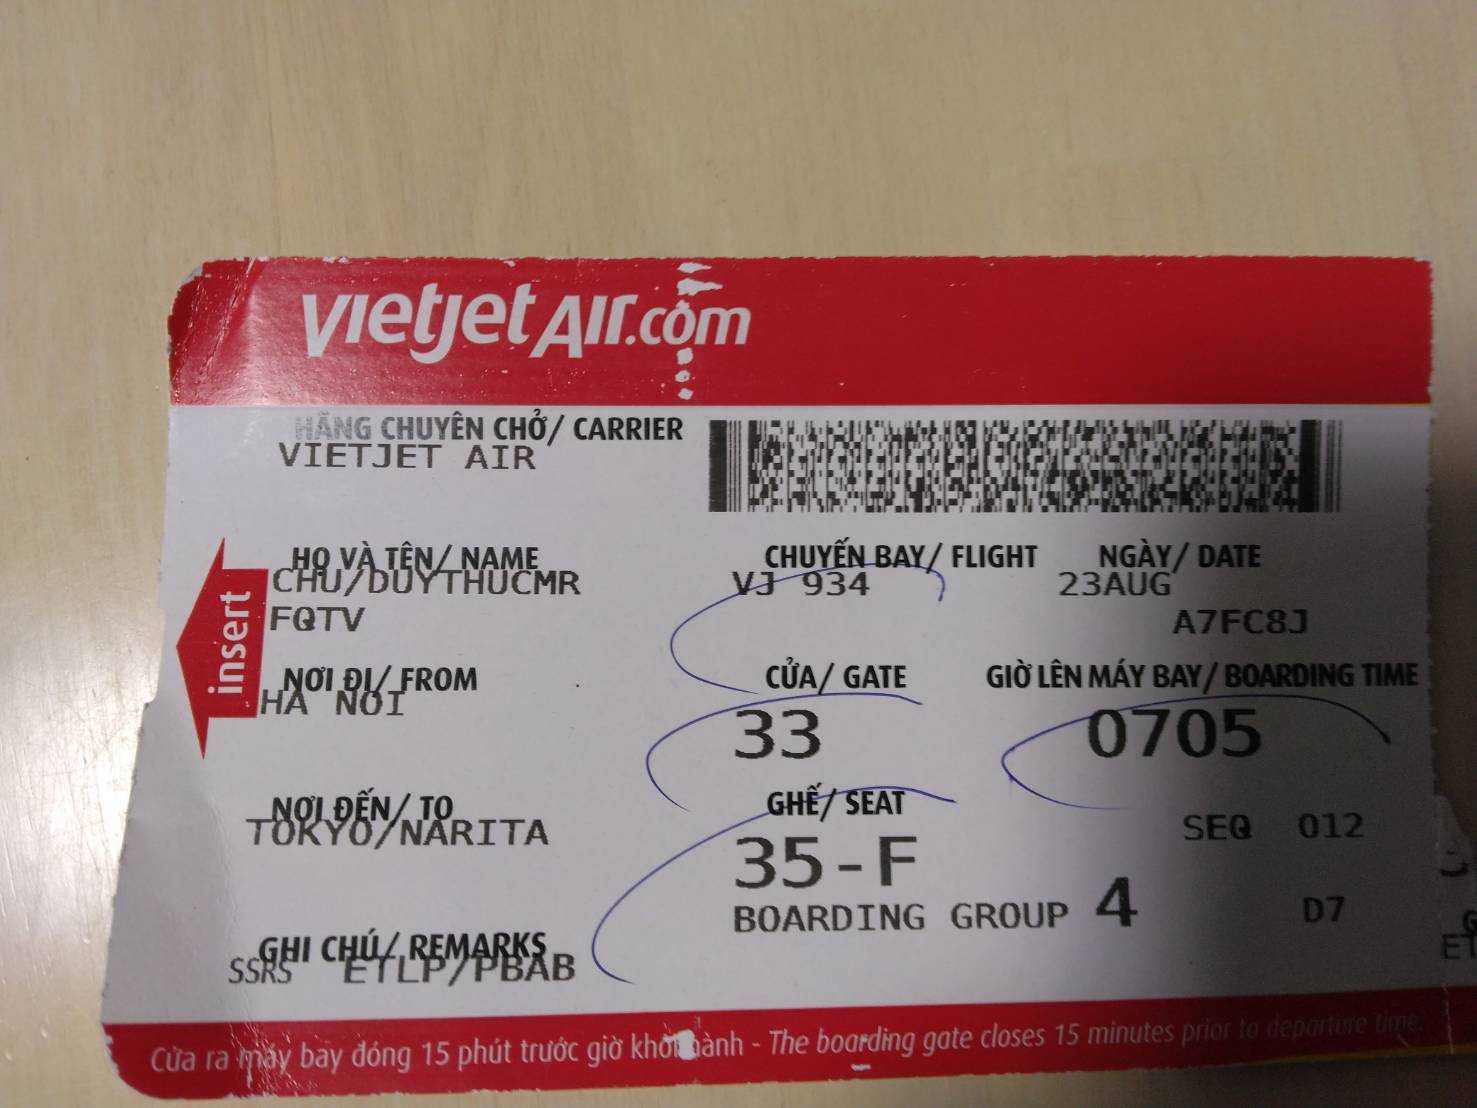 vietjetAir.com
HÃNG CHUYÊN CHỞ/ CARRIER
VIETJET AIR
HỌ VÀ TÊN/ NAME
CHU/DUYTHUCMR
FQTV
NƠI ĐI/ FROM
HA NOI
NƠI ĐẾN/ TO
TOKYO/NARITA
GHI CHÚ/ REMARKS
SSRS ETLP/PBAB
insert
CHUYẾN BAY/ FLIGHT NGÀY/ DATE
VJ 934 23AUG
A7FC8J
CỬA/ GATE GIỜ LÊN MÁY BAY/ BOARDING TIME
33 0705
GHẾ/ SEAT
35-F SEQ 012
BOARDING GROUP 4 D7
Cửa ra máy bay đóng 15 phút trước giờ khởi hành - The boarding gate closes 15 minutes prior to departure time.